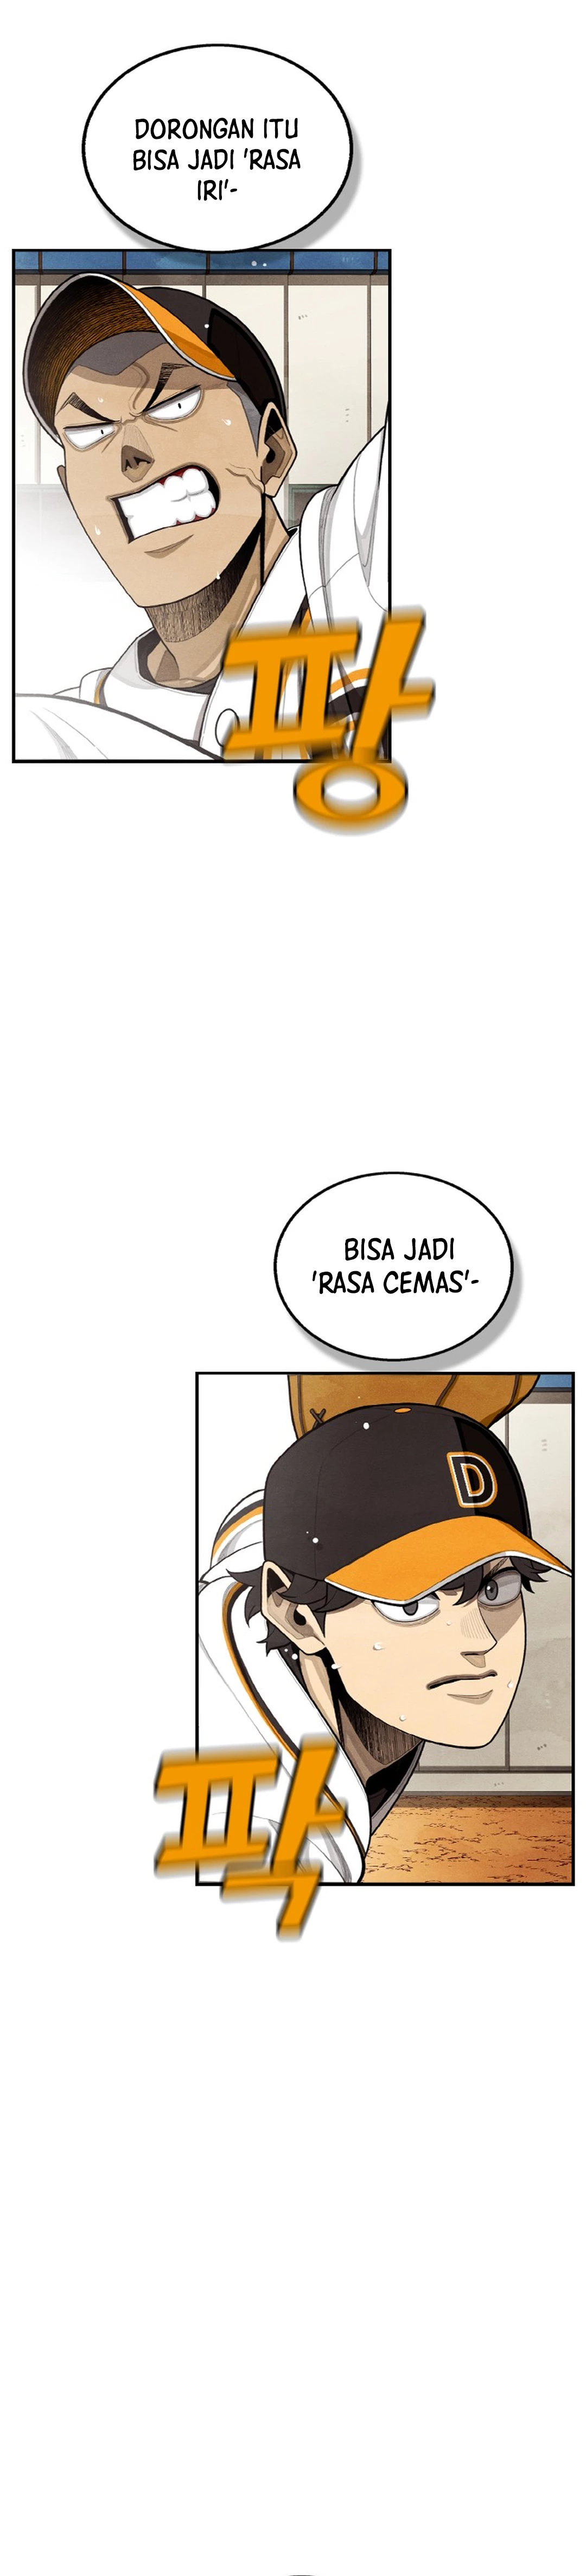 DORONGAN ITU
BISA JADI 'RASA
IRI'-
팡
BISA JADI
'RASA CEMAS'-
D
팍